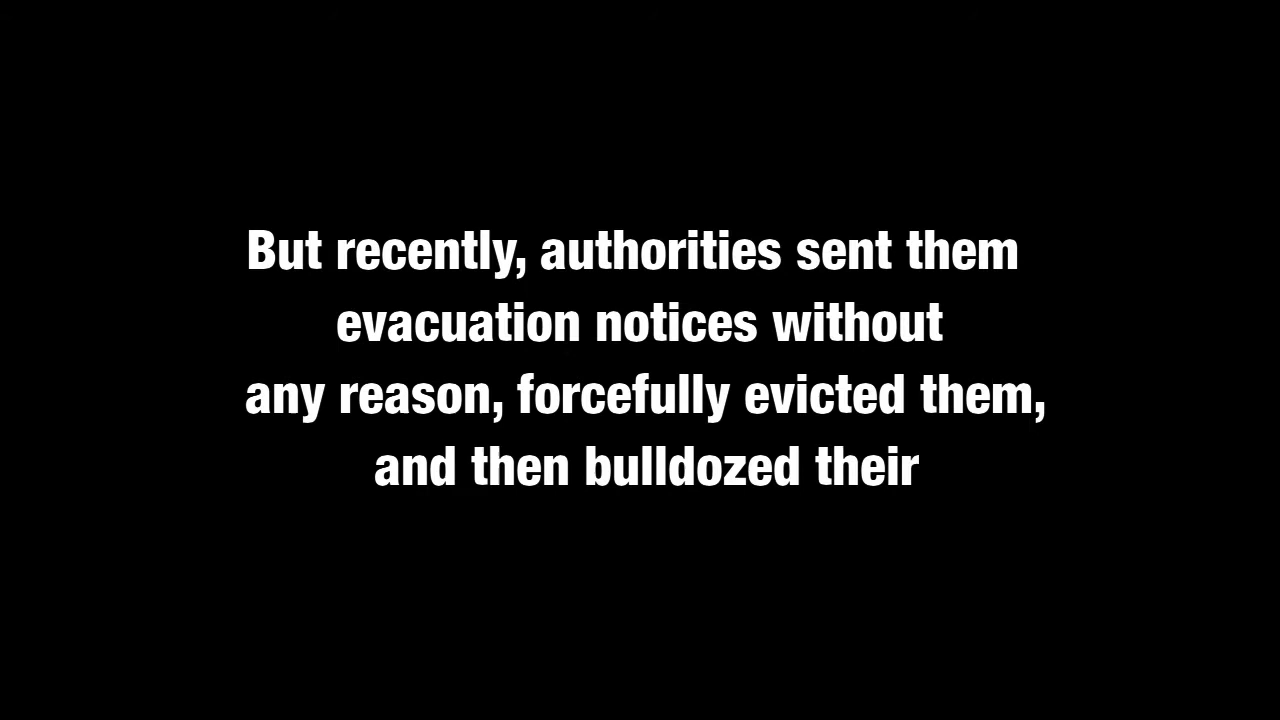 But recently, authorities sent them
evacuation notices without
any reason, forcefully evicted them,
and then bulldozed their